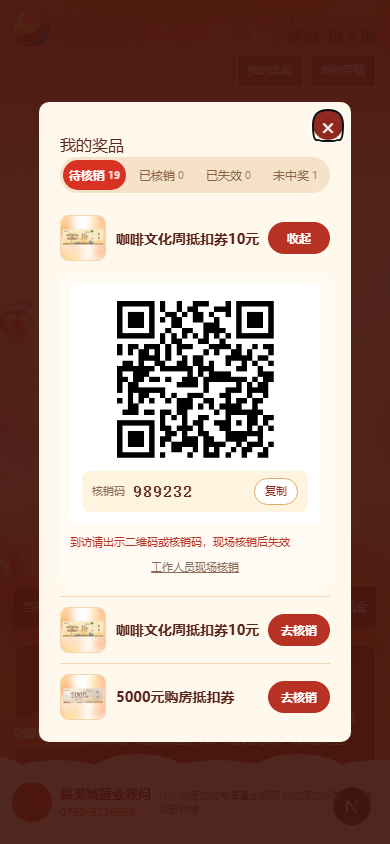 我的奖品
规则详情
×
我的奖品
待核销 19
已核销 0
已失效 0
未中奖 1
咖啡文化周抵扣券10元
收起
核销码 989232
复制
到访请出示二维码或核销码，现场核销后失效
工作人员现场核销
咖啡文化周抵扣券10元
去核销
5000元购房抵扣券
去核销
福美城置业顾问
0750-5236666
N